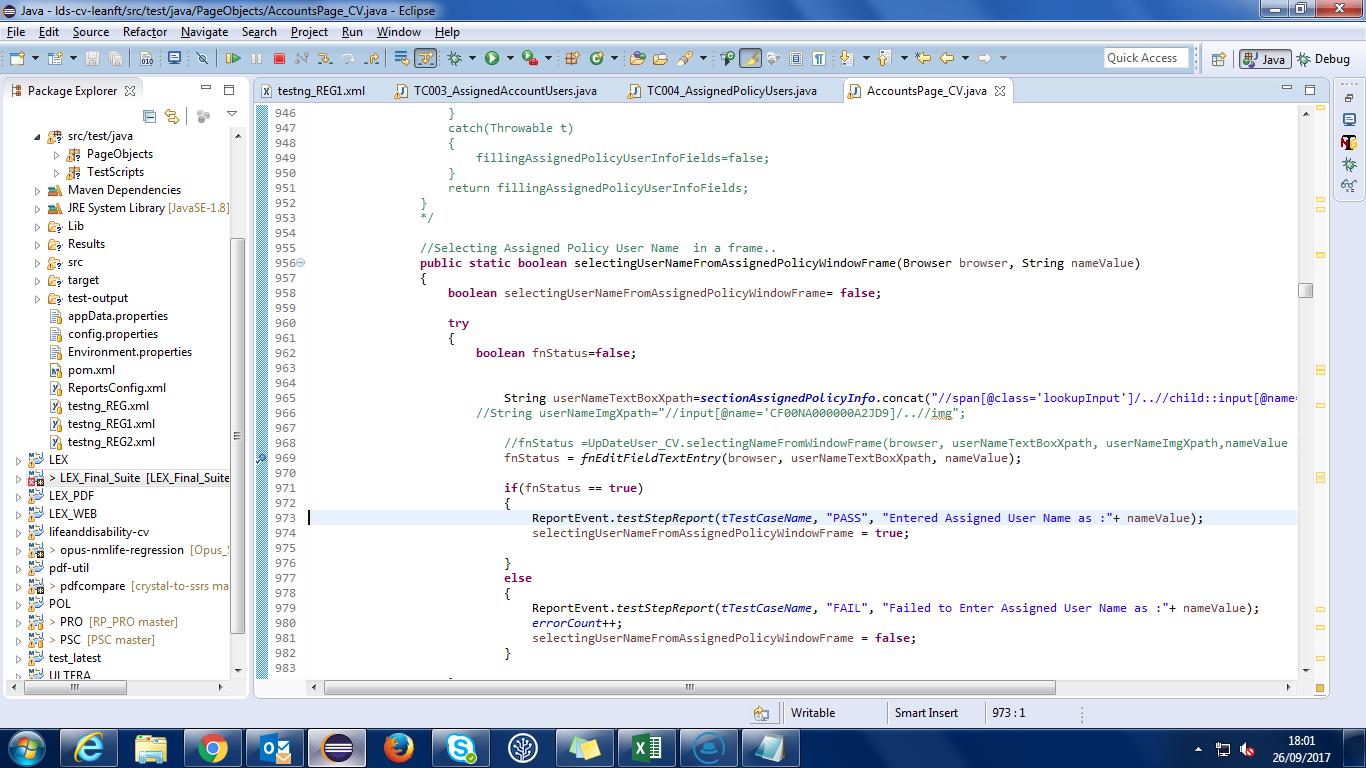 Java - lds-cv-leanft/src/test/java/PageObjects/AccountsPage_CV.java - Eclipse
File Edit Source Refactor Navigate Search Project Run Window Help
Quick Access Java Debug
Package Explorer
src/test/java
PageObjects
TestScripts
Maven Dependencies
JRE System Library [JavaSE-1.8]
Lib
Results
src
target
test-output
appData.properties
config.properties
Environment.properties
pom.xml
ReportsConfig.xml
testng_REG.xml
testng_REG1.xml
testng_REG2.xml
LEX
> LEX_Final_Suite [LEX_Final_Suite
LEX_PDF
LEX_WEB
lifeanddisability-cv
> opus-nmlife-regression [Opus_S
pdf-util
> pdfcompare [crystal-to-ssrs ma
POL
> PRO [RP_PRO master]
> PSC [PSC master]
test_latest
ULTERA
testng_REG1.xml TC003_AssignedAccountUsers.java TC004_AssignedPolicyUsers.java AccountsPage_CV.java
946 }
947 catch(Throwable t)
948 {
949 fillingAssignedPolicyUserInfoFields=false;
950 }
951 return fillingAssignedPolicyUserInfoFields;
952 }
953 */
954
955 //Selecting Assigned Policy User Name  in a frame..
956 public static boolean selectingUserNameFromAssignedPolicyWindowFrame(Browser browser, String nameValue)
957 {
958 boolean selectingUserNameFromAssignedPolicyWindowFrame= false;
959
960 try
961 {
962 boolean fnStatus=false;
963
964
965 String userNameTextBoxXpath=sectionAssignedPolicyInfo.concat("//span[@class='lookupInput']/..//child::input[@name=
966 //String userNameImgXpath="//input[@name='CF00NA000000A2JD9]/..//img";
967
968 //fnStatus =UpDateUser_CV.selectingNameFromWindowFrame(browser, userNameTextBoxXpath, userNameImgXpath,nameValue
969 fnStatus = fnEditFieldTextEntry(browser, userNameTextBoxXpath, nameValue);
970
971 if(fnStatus == true)
972 {
973 ReportEvent.testStepReport(tTestCaseName, "PASS", "Entered Assigned User Name as :"+ nameValue);
974 selectingUserNameFromAssignedPolicyWindowFrame = true;
975
976 }
977 else
978 {
979 ReportEvent.testStepReport(tTestCaseName, "FAIL", "Failed to Enter Assigned User Name as :"+ nameValue);
980 errorCount++;
981 selectingUserNameFromAssignedPolicyWindowFrame = false;
982 }
983
Writable Smart Insert 973 : 1
18:01
26/09/2017